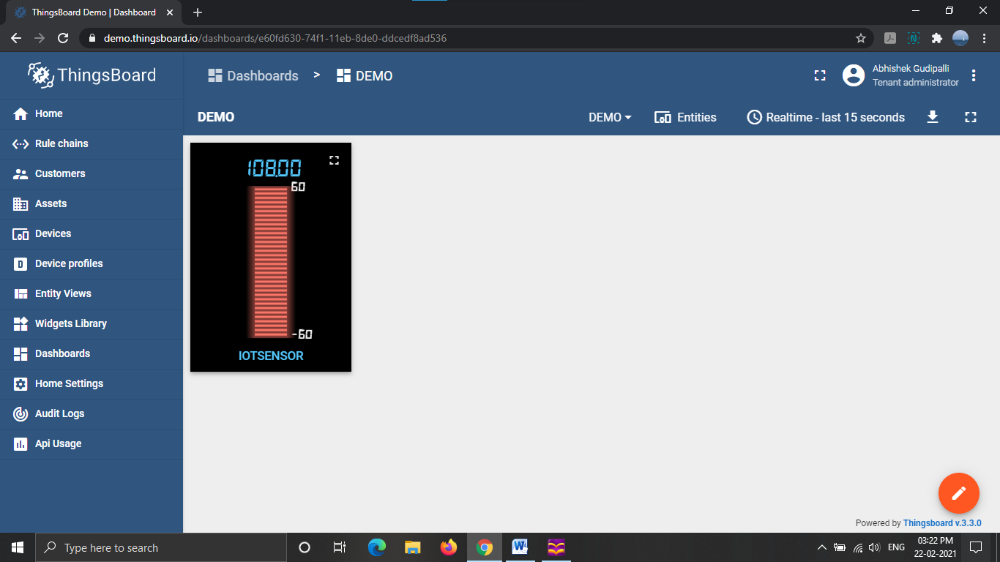 ThingsBoard Demo | Dashboard
demo.thingsboard.io/dashboards/e60fd630-74f1-11eb-8de0-ddcedf8ad536
ThingsBoard
Dashboards > DEMO
Abhishek Gudipalli
Tenant administrator
Home
Rule chains
Customers
Assets
Devices
Device profiles
Entity Views
Widgets Library
Dashboards
Home Settings
Audit Logs
Api Usage
DEMO
DEMO
Entities
Realtime - last 15 seconds
108.00
60
-60
IOTSENSOR
Powered by Thingsboard v.3.3.0
Type here to search
ENG
03:22 PM
22-02-2021